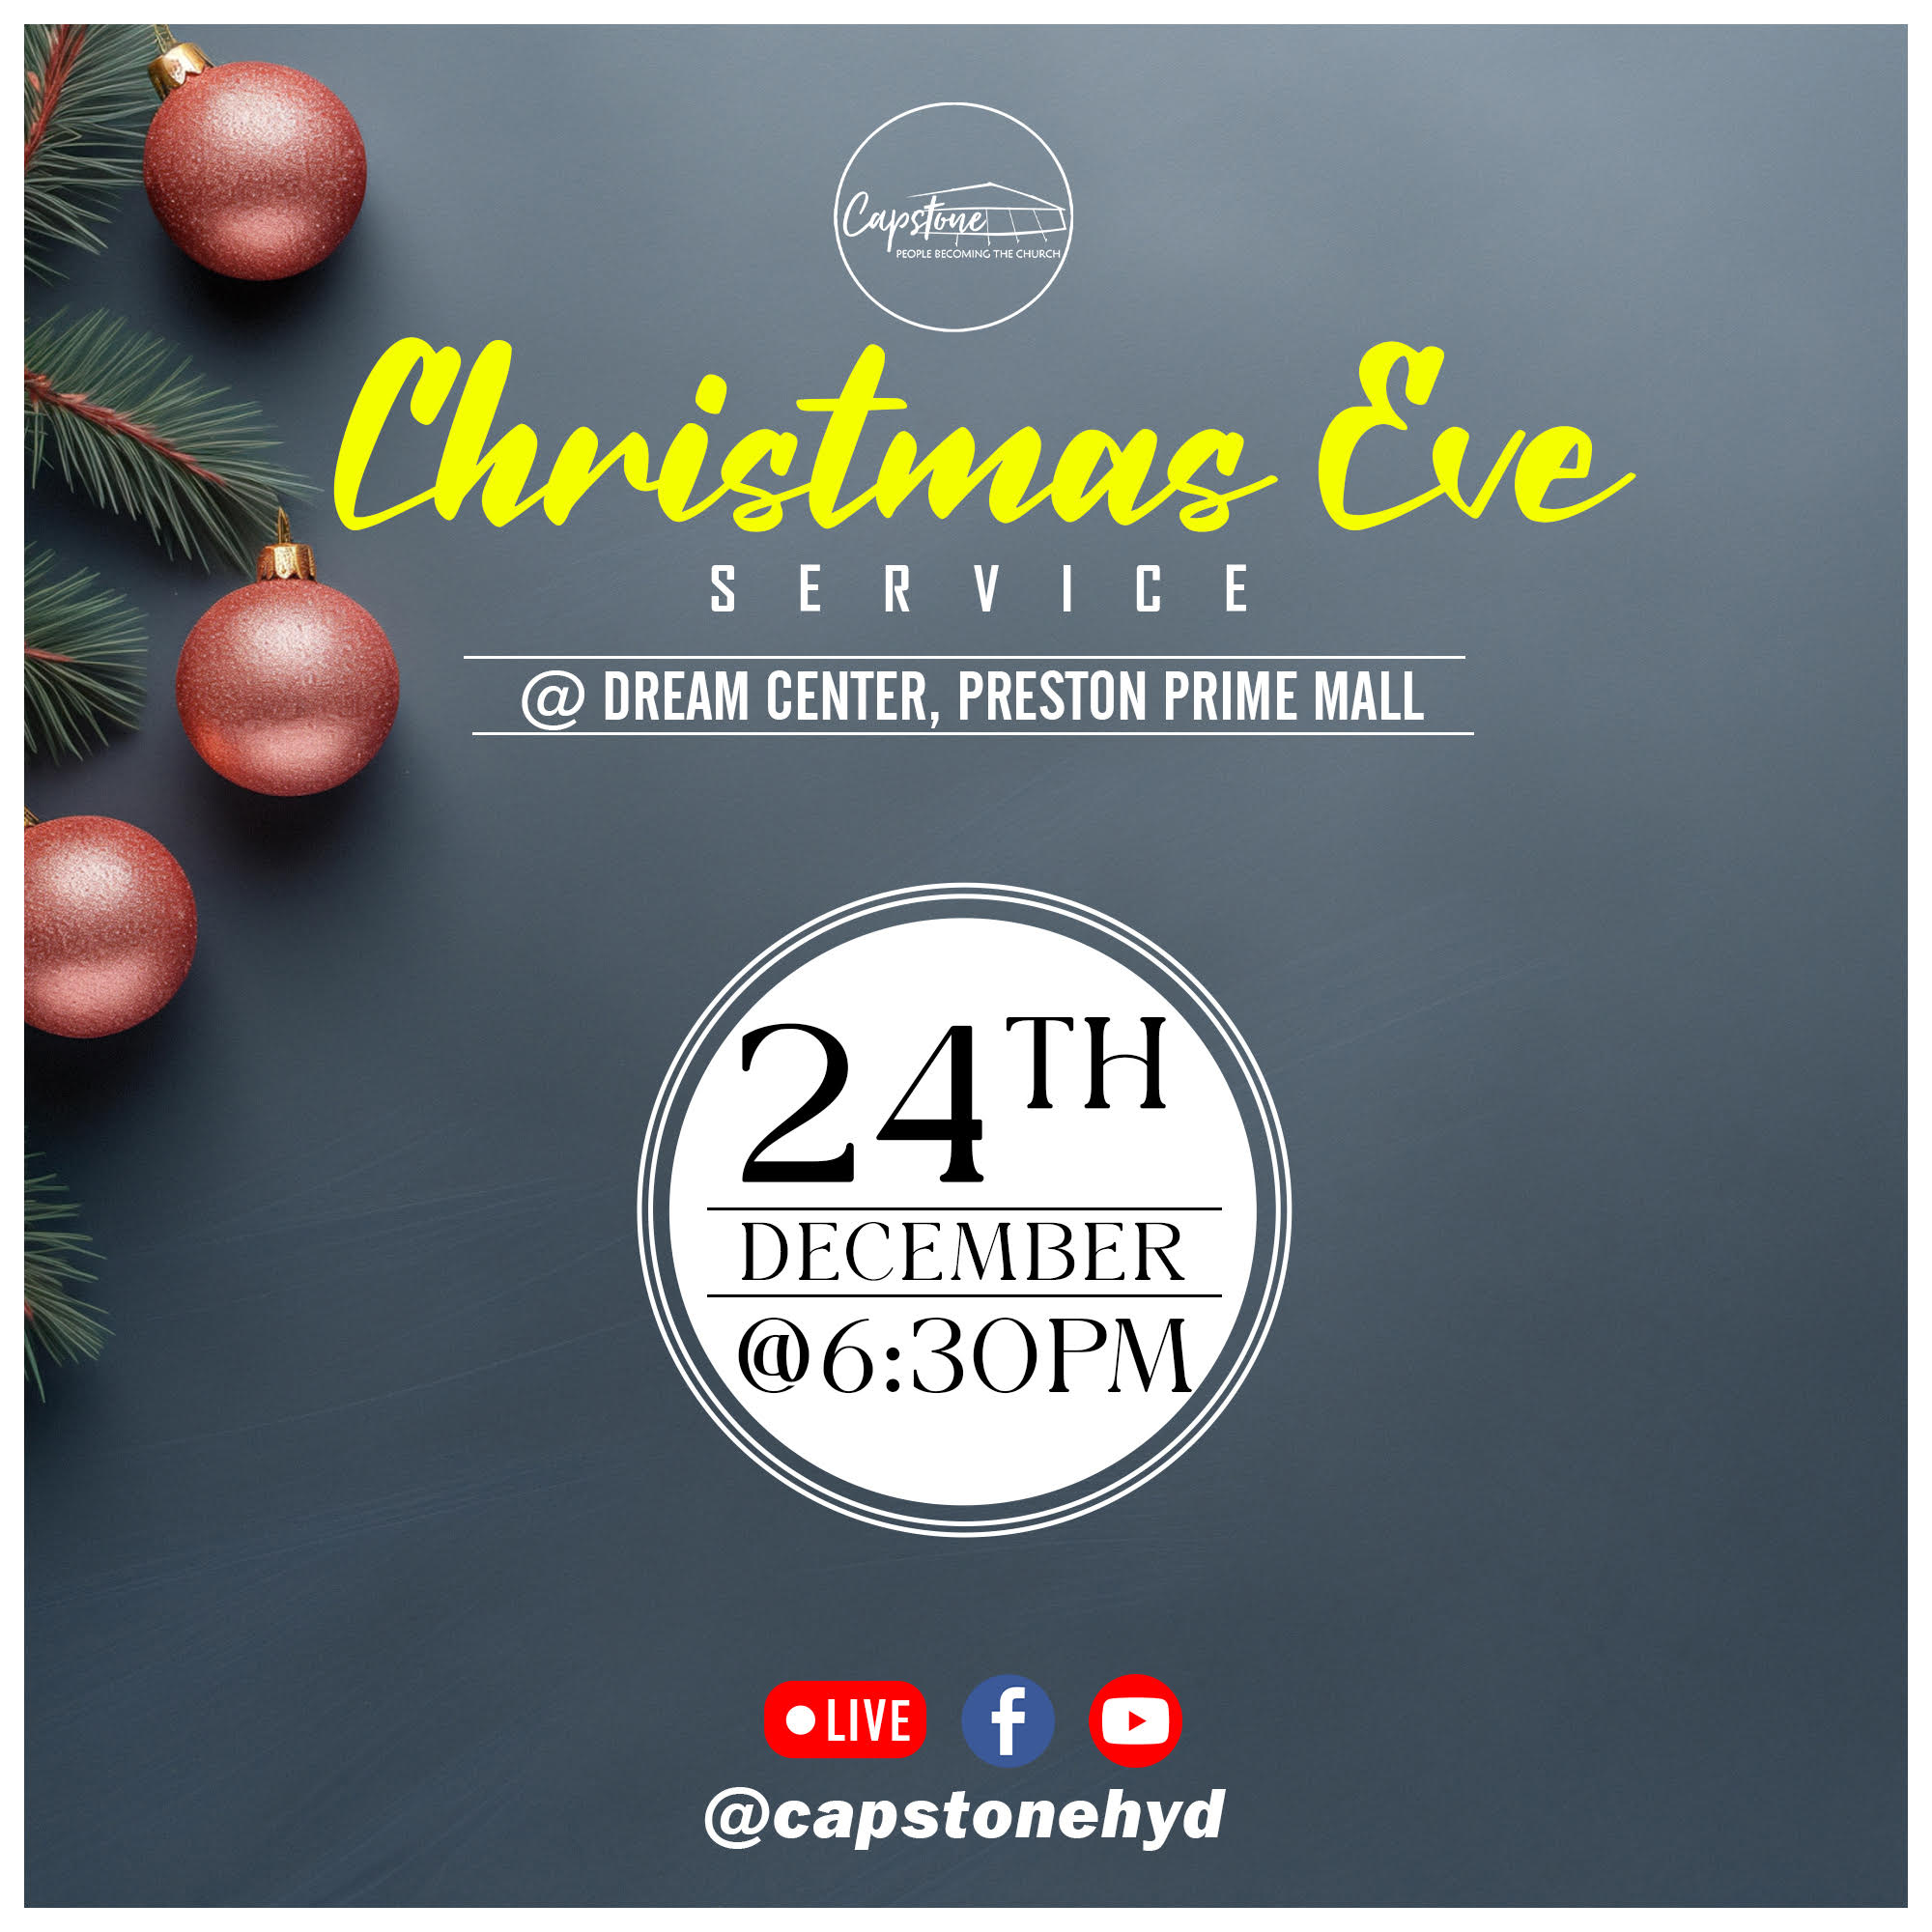 Capstone
PEOPLE BECOMING THE CHURCH
Christmas Eve
SERVICE
@ DREAM CENTER, PRESTON PRIME MALL
24TH
DECEMBER
@6:30PM
LIVE
@capstonehyd